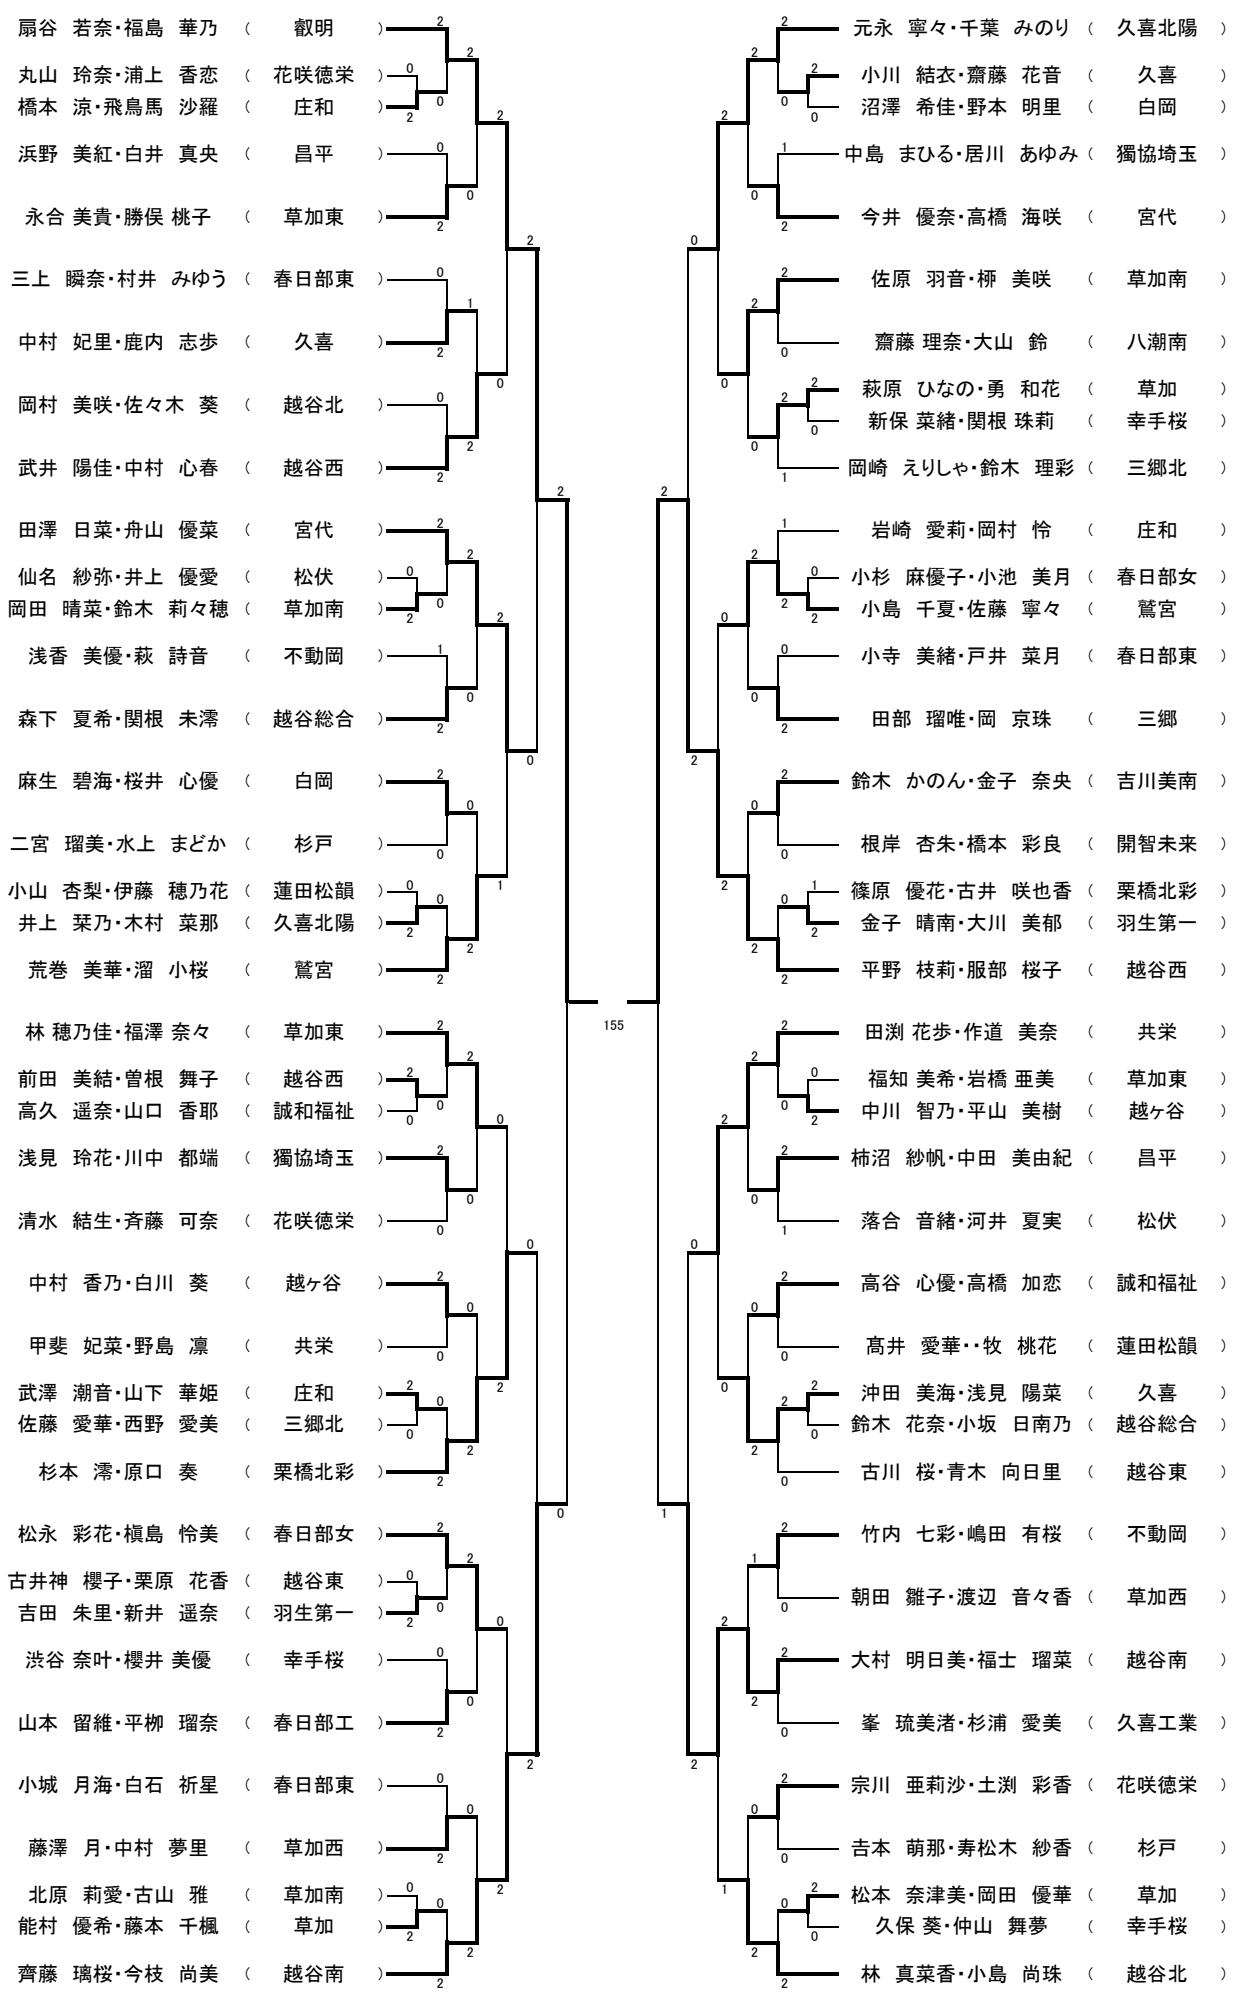 扇谷 若奈・福島 華乃 ( 叡明 )
丸山 玲奈・浦上 香恋 ( 花咲徳栄 )
橋本 涼・飛鳥馬 沙羅 ( 庄和 )
浜野 美紅・白井 真央 ( 昌平 )
永合 美貴・勝俣 桃子 ( 草加東 )
三上 瞬奈・村井 みゆう ( 春日部東 )
中村 妃里・鹿内 志歩 ( 久喜 )
岡村 美咲・佐々木 葵 ( 越谷北 )
武井 陽佳・中村 心春 ( 越谷西 )
田澤 日菜・舟山 優菜 ( 宮代 )
仙名 紗弥・井上 優愛 ( 松伏 )
岡田 晴菜・鈴木 莉々穂 ( 草加南 )
浅香 美優・萩 詩音 ( 不動岡 )
森下 夏希・関根 未澪 ( 越谷総合 )
麻生 碧海・桜井 心優 ( 白岡 )
二宮 瑠美・水上 まどか ( 杉戸 )
小山 杏梨・伊藤 穂乃花 ( 蓮田松韻 )
井上 栞乃・木村 菜那 ( 久喜北陽 )
荒巻 美華・溜 小桜 ( 鷲宮 )
林 穂乃佳・福澤 奈々 ( 草加東 )
前田 美結・曽根 舞子 ( 越谷西 )
高久 遥奈・山口 香耶 ( 誠和福祉 )
浅見 玲花・川中 都端 ( 獨協埼玉 )
清水 結生・斉藤 可奈 ( 花咲徳栄 )
中村 香乃・白川 葵 ( 越ヶ谷 )
甲斐 妃菜・野島 凛 ( 共栄 )
武澤 潮音・山下 華姫 ( 庄和 )
佐藤 愛華・西野 愛美 ( 三郷北 )
杉本 澪・原口 奏 ( 栗橋北彩 )
松永 彩花・槇島 怜美 ( 春日部女 )
古井神 櫻子・栗原 花香 ( 越谷東 )
吉田 朱里・新井 遥奈 ( 羽生第一 )
渋谷 奈叶・櫻井 美優 ( 幸手桜 )
山本 留維・平栁 瑠奈 ( 春日部工 )
小城 月海・白石 祈星 ( 春日部東 )
藤澤 月・中村 夢里 ( 草加西 )
北原 莉愛・古山 雅 ( 草加南 )
能村 優希・藤本 千楓 ( 草加 )
齊藤 璃桜・今枝 尚美 ( 越谷南 )
155
元永 寧々・千葉 みのり ( 久喜北陽 )
小川 結衣・齋藤 花音 ( 久喜 )
沼澤 希佳・野本 明里 ( 白岡 )
中島 まひる・居川 あゆみ ( 獨協埼玉 )
今井 優奈・高橋 海咲 ( 宮代 )
佐原 羽音・栁 美咲 ( 草加南 )
齋藤 理奈・大山 鈴 ( 八潮南 )
萩原 ひなの・勇 和花 ( 草加 )
新保 菜緒・関根 珠莉 ( 幸手桜 )
岡崎 えりしゃ・鈴木 理彩 ( 三郷北 )
岩崎 愛莉・岡村 怜 ( 庄和 )
小杉 麻優子・小池 美月 ( 春日部女 )
小島 千夏・佐藤 寧々 ( 鷲宮 )
小寺 美緒・戸井 菜月 ( 春日部東 )
田部 瑠唯・岡 京珠 ( 三郷 )
鈴木 かのん・金子 奈央 ( 吉川美南 )
根岸 杏朱・橋本 彩良 ( 開智未来 )
篠原 優花・古井 咲也香 ( 栗橋北彩 )
金子 晴南・大川 美郁 ( 羽生第一 )
平野 枝莉・服部 桜子 ( 越谷西 )
田渕 花歩・作道 美奈 ( 共栄 )
福知 美希・岩橋 亜美 ( 草加東 )
中川 智乃・平山 美樹 ( 越ヶ谷 )
柿沼 紗帆・中田 美由紀 ( 昌平 )
落合 音緒・河井 夏実 ( 松伏 )
高谷 心優・高橋 加恋 ( 誠和福祉 )
髙井 愛華・・牧 桃花 ( 蓮田松韻 )
沖田 美海・浅見 陽菜 ( 久喜 )
鈴木 花奈・小坂 日南乃 ( 越谷総合 )
古川 桜・青木 向日里 ( 越谷東 )
竹内 七彩・嶋田 有桜 ( 不動岡 )
朝田 雛子・渡辺 音々香 ( 草加西 )
大村 明日美・福士 瑠菜 ( 越谷南 )
峯 琉美渚・杉浦 愛美 ( 久喜工業 )
宗川 亜莉沙・土渕 彩香 ( 花咲徳栄 )
吉本 萌那・寿松木 紗香 ( 杉戸 )
松本 奈津美・岡田 優華 ( 草加 )
久保 葵・仲山 舞夢 ( 幸手桜 )
林 真菜香・小島 尚珠 ( 越谷北 )